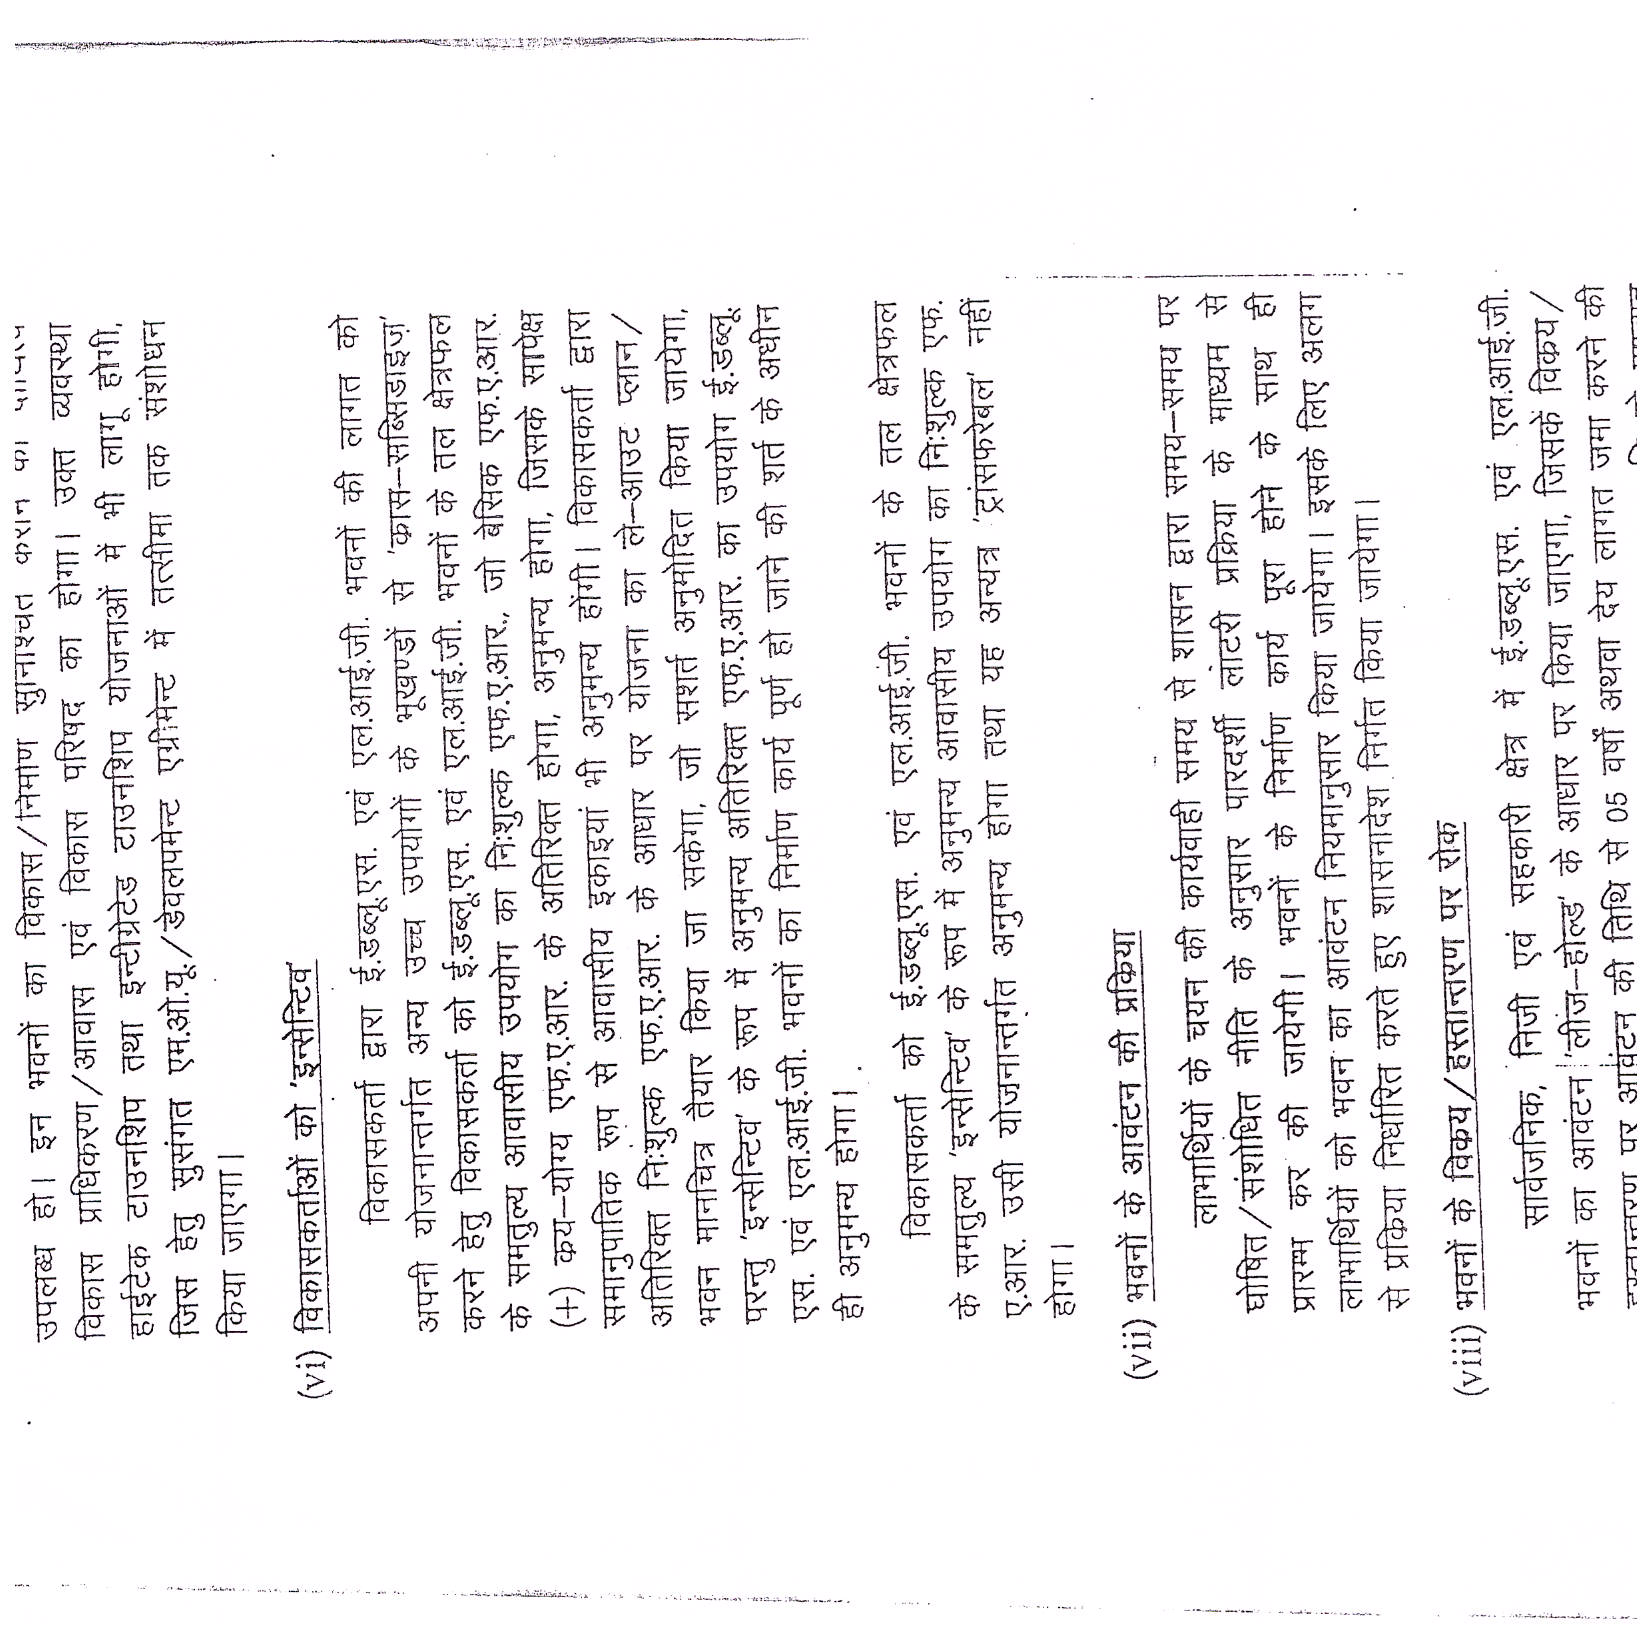 उपलब्ध हो। इन भवनों का विकास/निमाण सुनिश्चित
विकास प्राधिकरण/आवास एवं विकास परिषद का होगा। उक्त व्यवस्था
हाईटेक टाउनशिप तथा इन्टीग्रेटेड टाउनशिप योजनाओं में भी लागू होगी,
जिस हेतु सुसंगत एम.ओ.यू./डेवलपमेन्ट एग्रीमेन्ट में तत्सीमा तक संशोधन
किया जाएगा।
(vi) विकासकर्ताओं को 'इन्सेन्टिव'
विकासकर्ता द्वारा ई.डब्लू.एस. एवं एल.आई.जी. भवनों की लागत को
अपनी योजनान्तर्गत अन्य उच्च उपयोगों के भूखण्डों से 'क्रास-सब्सिडाइज़'
करने हेतु विकासकर्ता को ई.डब्लू.एस. एवं एल.आई.जी. भवनों के तल क्षेत्रफल
के समतुल्य आवासीय उपयोग का निःशुल्क एफ.ए.आर., जो बेसिक एफ.ए.आर.
(+) क्रय-योग्य एफ.ए.आर. के अतिरिक्त होगा, अनुमन्य होगा, जिसके सापेक्ष
समानुपातिक रूप से आवासीय इकाइयां भी अनुमन्य होंगी। विकासकर्ता द्वारा
अतिरिक्त निःशुल्क एफ.ए.आर. के आधार पर योजना का ले-आउट प्लान/
भवन मानचित्र तैयार किया जा सकेगा, जो सशर्त अनुमोदित किया जायेगा,
परन्तु 'इन्सेन्टिव' के रूप में अनुमन्य अतिरिक्त एफ.ए.आर. का उपयोग ई.डब्लू.
एस. एवं एल.आई.जी. भवनों का निर्माण कार्य पूर्ण हो जाने की शर्त के अधीन
ही अनुमन्य होगा।
विकासकर्ता को ई.डब्लू.एस. एवं एल.आई.जी. भवनों के तल क्षेत्रफल
के समतुल्य 'इन्सेन्टिव' के रूप में अनुमन्य आवासीय उपयोग का निःशुल्क एफ.
ए.आर. उसी योजनान्तर्गत अनुमन्य होगा तथा यह अन्यत्र 'ट्रांसफरेबल' नहीं
होगा।
(vii) भवनों के आवंटन की प्रक्रिया
लाभार्थियों के चयन की कार्यवाही समय से शासन द्वारा समय-समय पर
घोषित/संशोधित नीति के अनुसार पारदर्शी लॉटरी प्रक्रिया के माध्यम से
प्रारम्भ कर की जायेगी। भवनों के निर्माण कार्य पूरा होने के साथ ही
लाभार्थियों को भवन का आवंटन नियमानुसार किया जायेगा। इसके लिए अलग
से प्रक्रिया निर्धारित करते हुए शासनादेश निर्गत किया जायेगा।
(viii) भवनों के विक्रय/हस्तान्तरण पर रोक
सार्वजनिक, निजी एवं सहकारी क्षेत्र में ई.डब्लू.एस. एवं एल.आई.जी.
भवनों का आवंटन 'लीज-होल्ड' के आधार पर किया जाएगा, जिसके विक्रय/
हस्तान्तरण पर आवंटन की तिथि से 05 वर्षों अथवा देय लागत जमा करने की